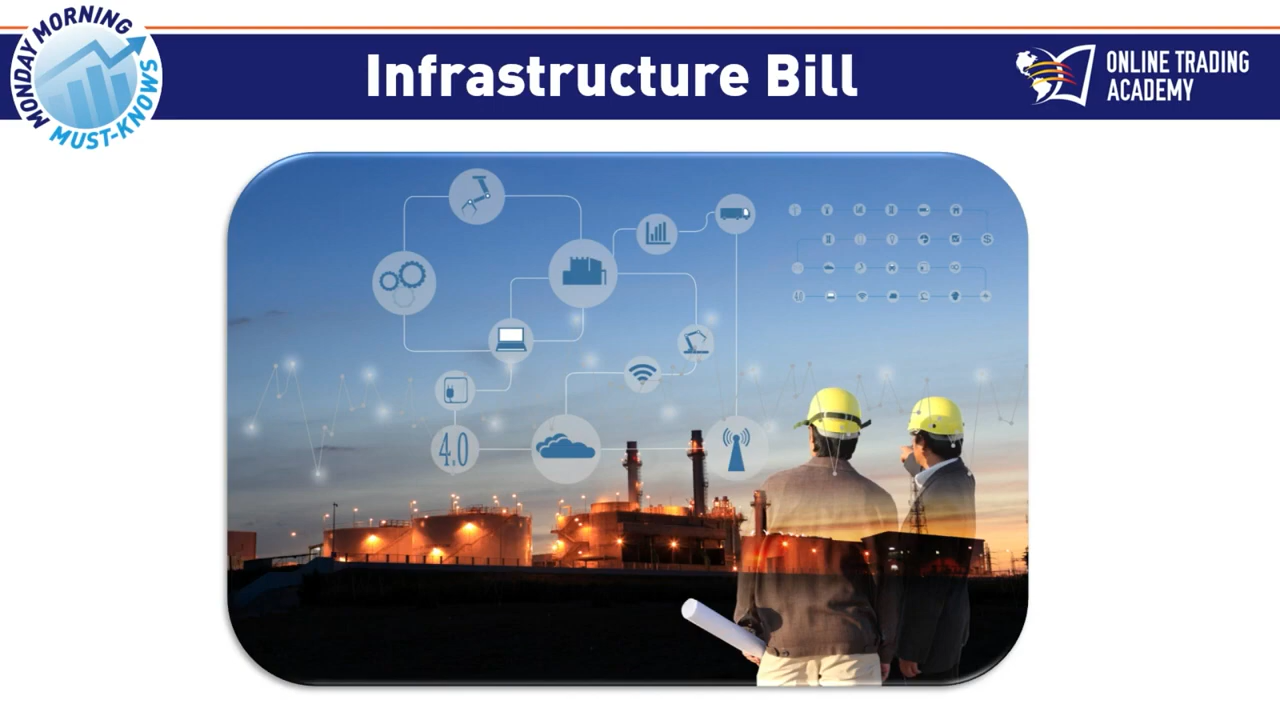 MONDAY MORNING
MUST-KNOWS
Infrastructure Bill
ONLINE TRADING
ACADEMY
4.0
$